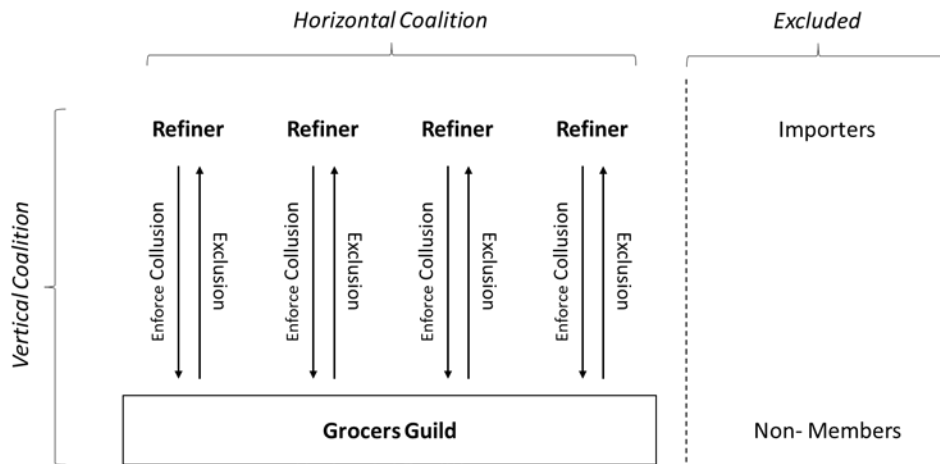 Horizontal Coalition
Excluded
Vertical Coalition
Refiner Refiner Refiner Refiner
Importers
Enforce Collusion
Exclusion
Enforce Collusion
Exclusion
Enforce Collusion
Exclusion
Enforce Collusion
Exclusion
Grocers Guild
Non- Members